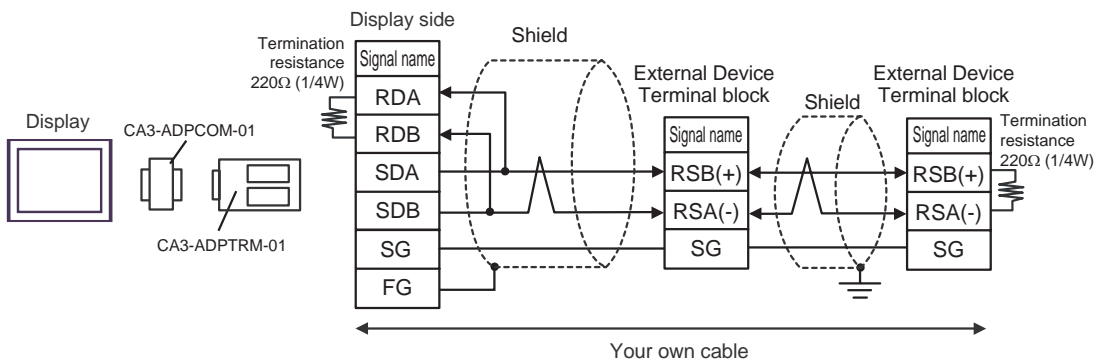 Display side
Shield
Termination
resistance
220Ω (1/4W)
Signal name
RDA
RDB
SDA
SDB
SG
FG
Display
CA3-ADPCOM-01
CA3-ADPTRM-01
External Device
Terminal block
Signal name
RSB(+)
RSA(-)
SG
Shield
External Device
Terminal block
Signal name
RSB(+)
RSA(-)
SG
Termination
resistance
220Ω (1/4W)
Your own cable